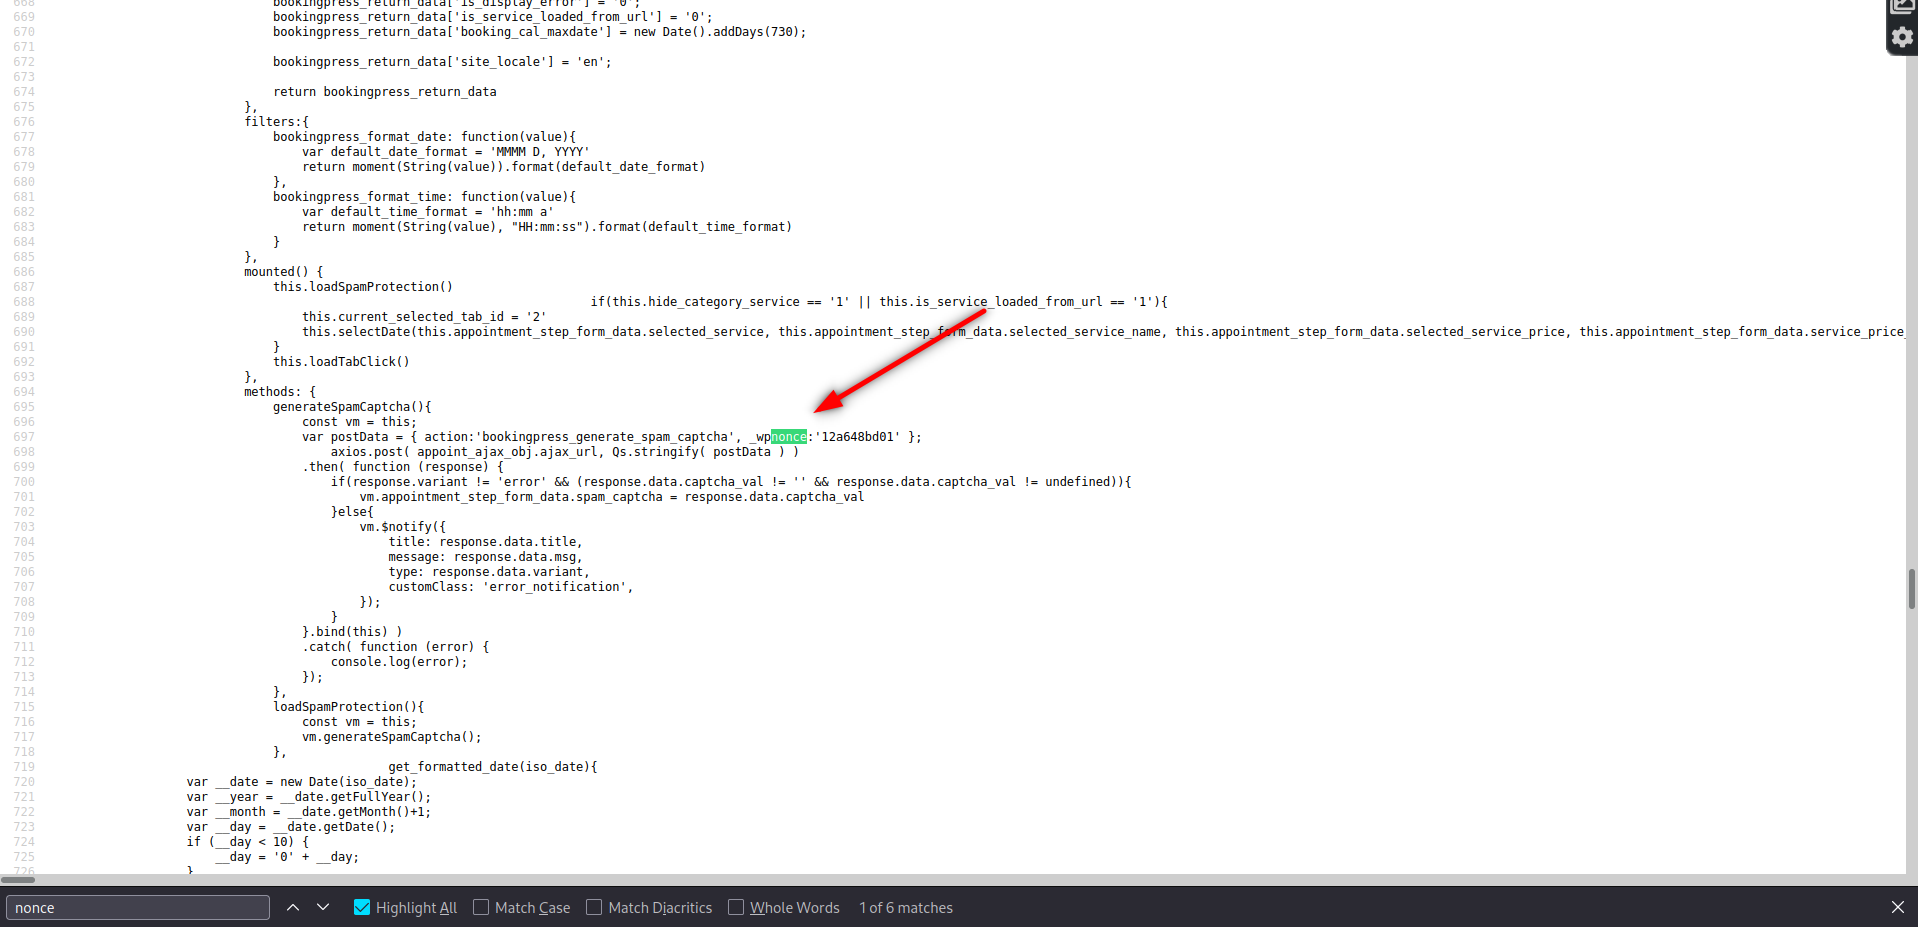 668 bookingpress_return_data['is_display_error'] = '0';
669 bookingpress_return_data['is_service_loaded_from_url'] = '0';
670 bookingpress_return_data['booking_cal_maxdate'] = new Date().addDays(730);
671
672 bookingpress_return_data['site_locale'] = 'en';
673
674 return bookingpress_return_data
675 },
676 filters:{
677 bookingpress_format_date: function(value){
678 var default_date_format = 'MMMM D, YYYY'
679 return moment(String(value)).format(default_date_format)
680 },
681 bookingpress_format_time: function(value){
682 var default_time_format = 'hh:mm a'
683 return moment(String(value), "HH:mm:ss").format(default_time_format)
684 }
685 },
686 mounted() {
687 this.loadSpamProtection()
688 if(this.hide_category_service == '1' || this.is_service_loaded_from_url == '1'){
689 this.current_selected_tab_id = '2'
690 this.selectDate(this.appointment_step_form_data.selected_service, this.appointment_step_form_data.selected_service_name, this.appointment_step_form_data.selected_service_price, this.appointment_step_form_data.service_price_
691 }
692 this.loadTabClick()
693 },
694 methods: {
695 generateSpamCaptcha(){
696 const vm = this;
697 var postData = { action:'bookingpress_generate_spam_captcha', _wpnonce:'12a648bd01' };
698 axios.post( appoint_ajax_obj.ajax_url, Qs.stringify( postData ) )
699 .then( function (response) {
700 if(response.variant != 'error' && (response.data.captcha_val != '' && response.data.captcha_val != undefined)){
701 vm.appointment_step_form_data.spam_captcha = response.data.captcha_val
702 }else{
703 vm.$notify({
704 title: response.data.title,
705 message: response.data.msg,
706 type: response.data.variant,
707 customClass: 'error_notification',
708 });
709 }
710 }.bind(this) )
711 .catch( function (error) {
712 console.log(error);
713 });
714 },
715 loadSpamProtection(){
716 const vm = this;
717 vm.generateSpamCaptcha();
718 },
719 get_formatted_date(iso_date){
720 var __date = new Date(iso_date);
721 var __year = __date.getFullYear();
722 var __month = __date.getMonth()+1;
723 var __day = __date.getDate();
724 if (__day < 10) {
725 __day = '0' + __day;
726 }
nonce Highlight All Match Case Match Diacritics Whole Words 1 of 6 matches